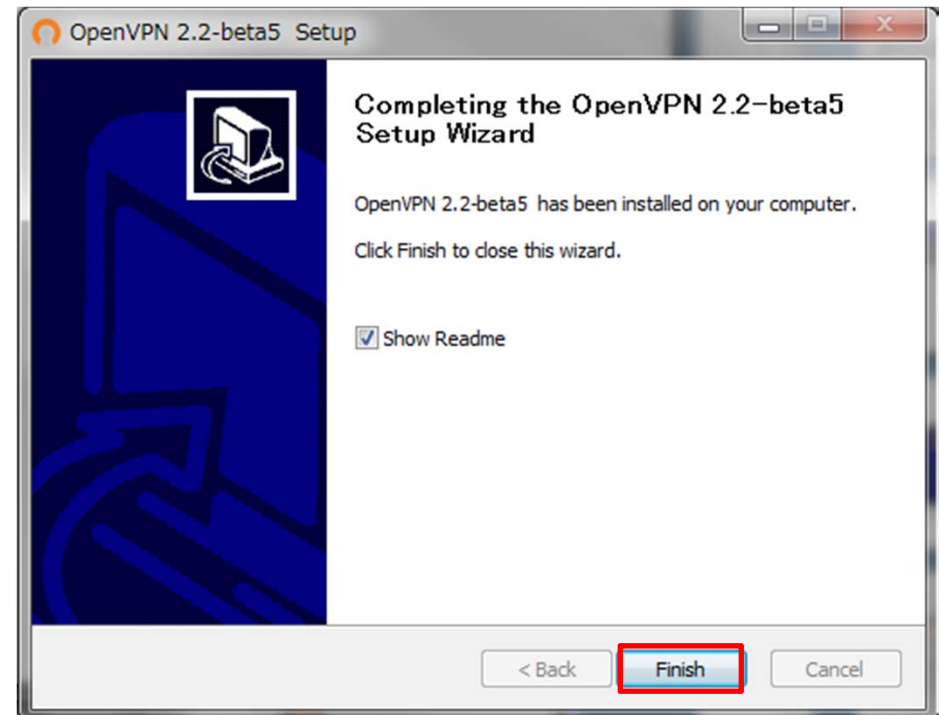 OpenVPN 2.2-beta5 Setup
Completing the OpenVPN 2.2-beta5
Setup Wizard
OpenVPN 2.2-beta5 has been installed on your computer.
Click Finish to close this wizard.
Show Readme
< Back Finish Cancel